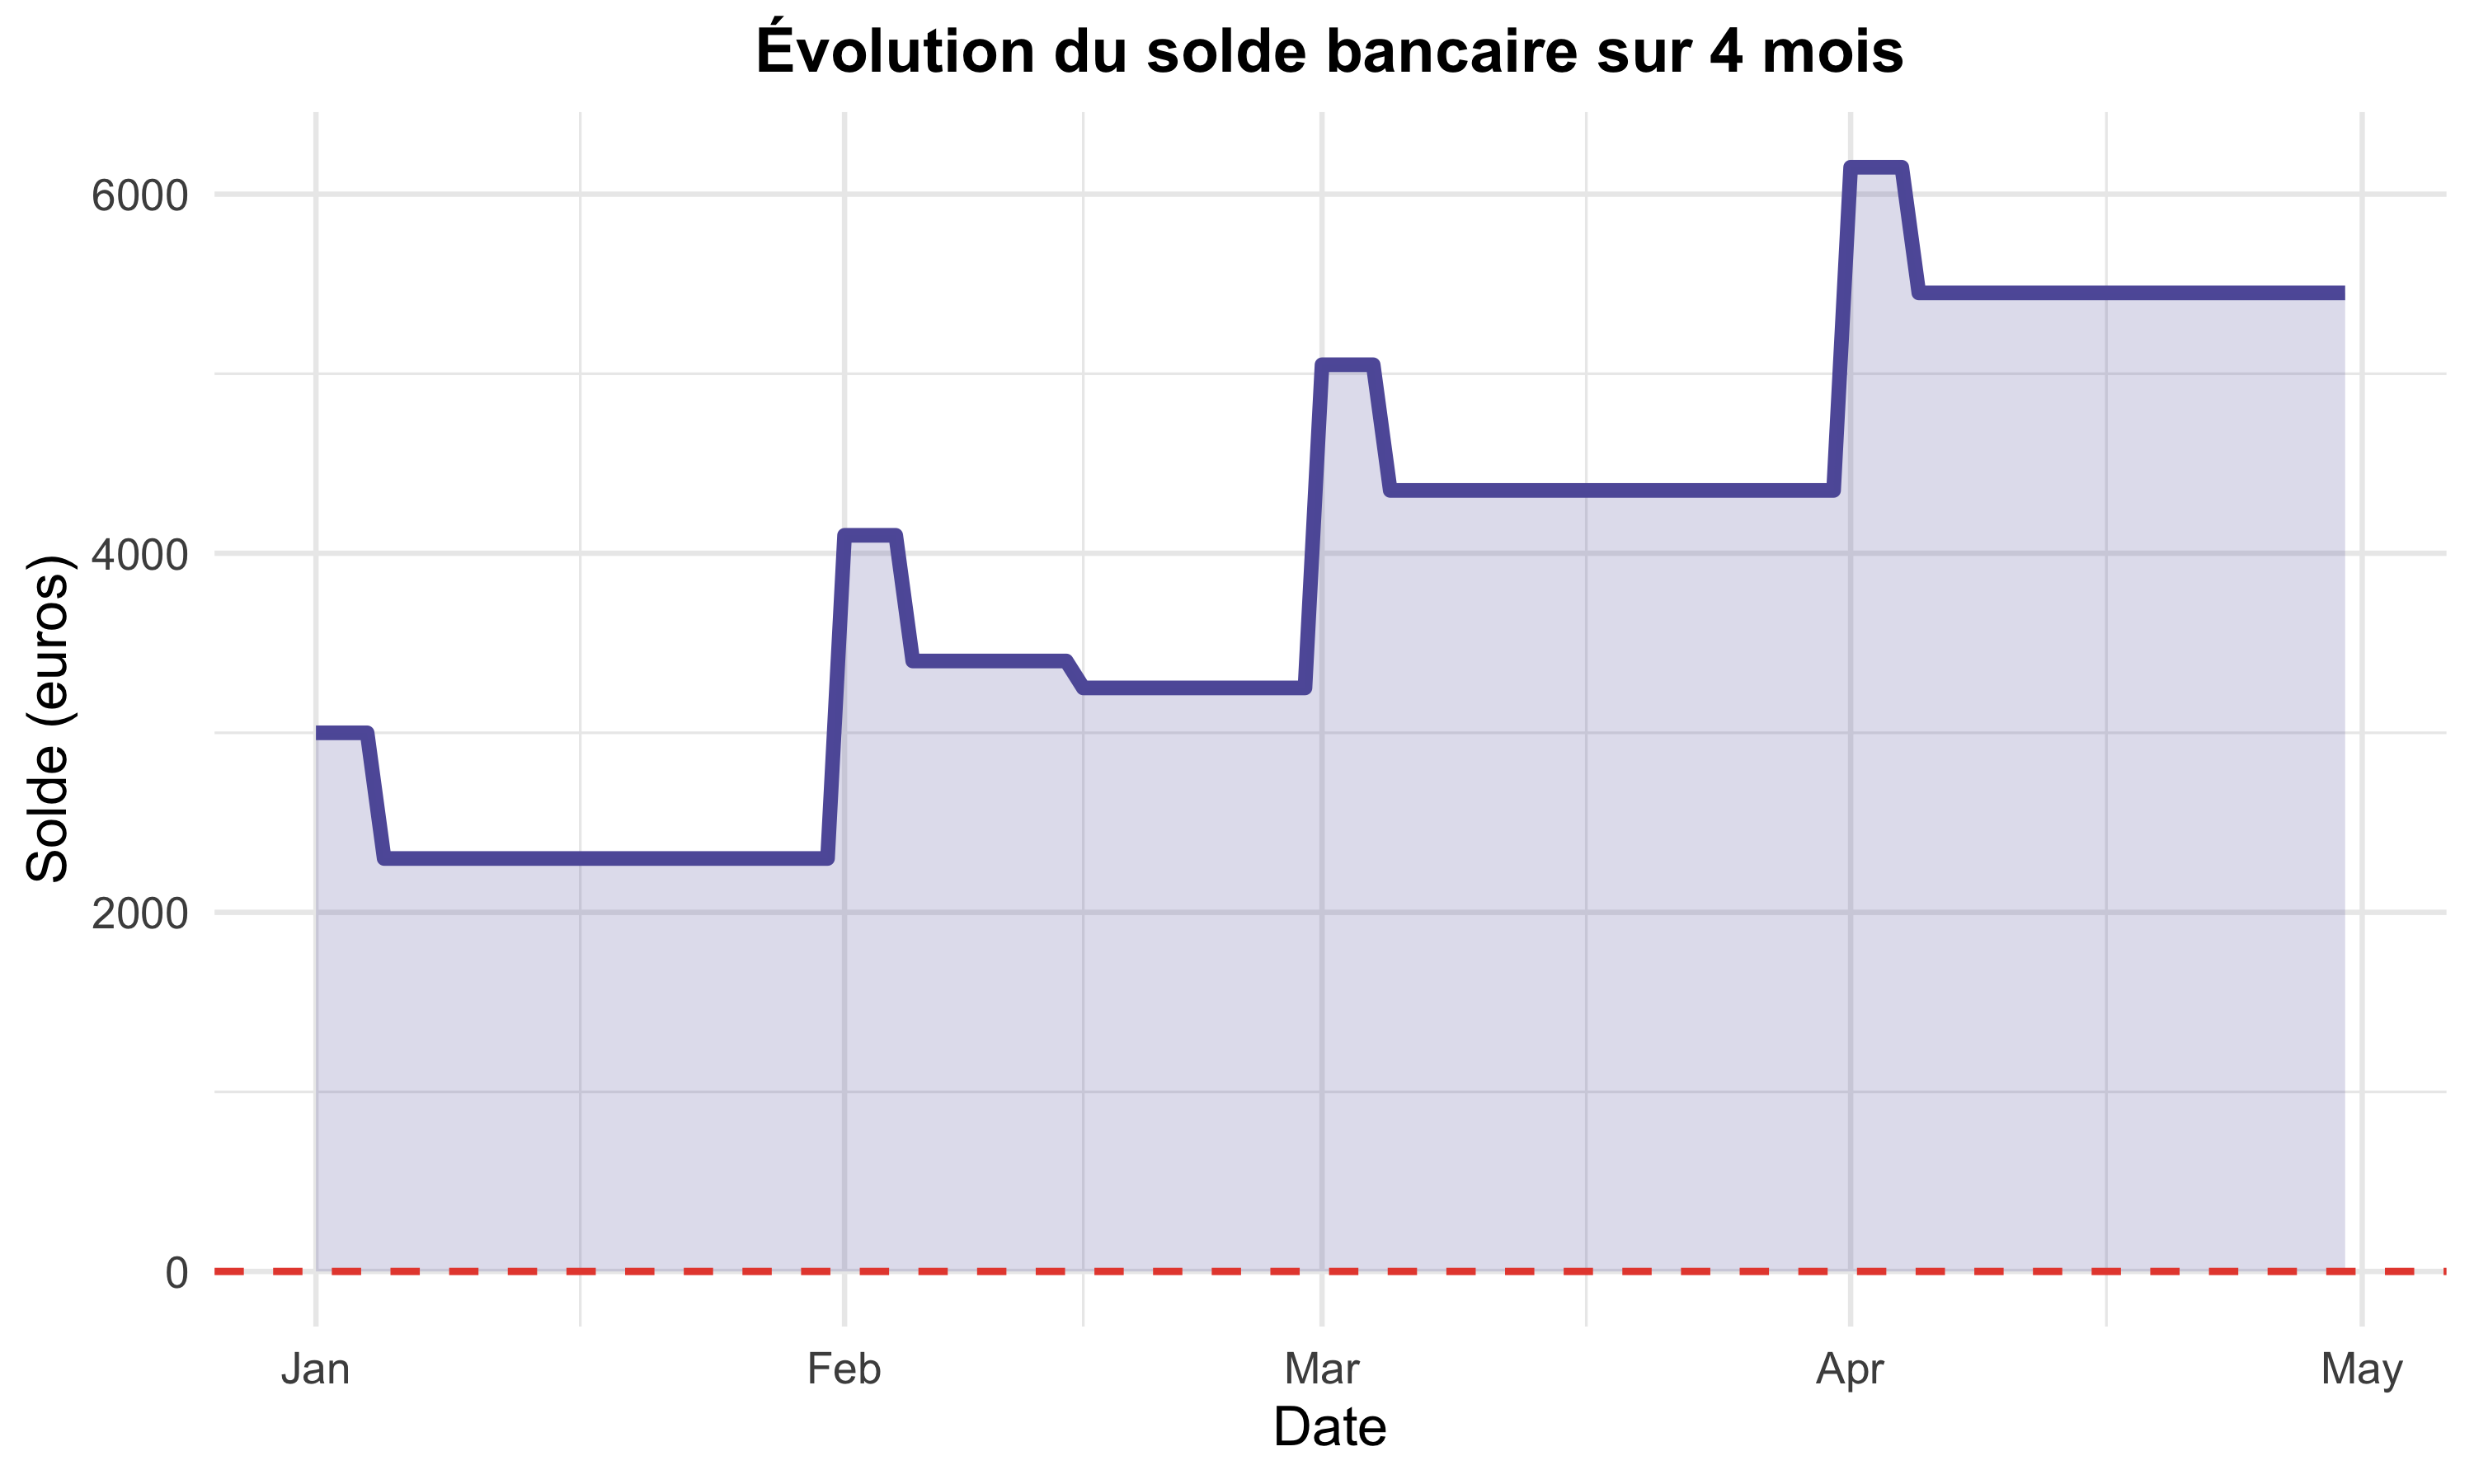 Évolution du solde bancaire sur 4 mois
Solde (euros)
6000
4000
2000
0
Jan Feb Mar Apr May
Date